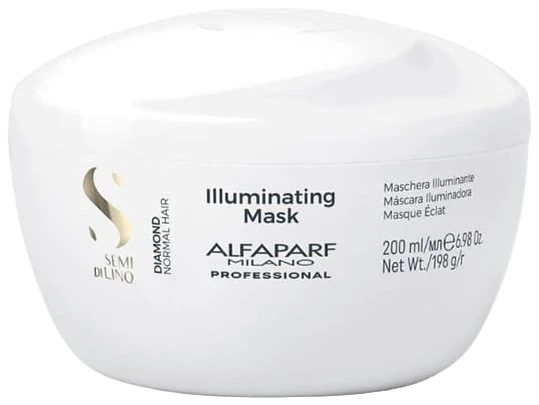 SEMI
DI LINO
DIAMOND
NORMAL HAIR
Illuminating
Mask
ALFAPARF
MILANO
PROFESSIONAL
Maschera Illuminante
Máscara Iluminadora
Masque Éclat
200 ml/мл℮6.98 Oz.
Net Wt./198 g/r